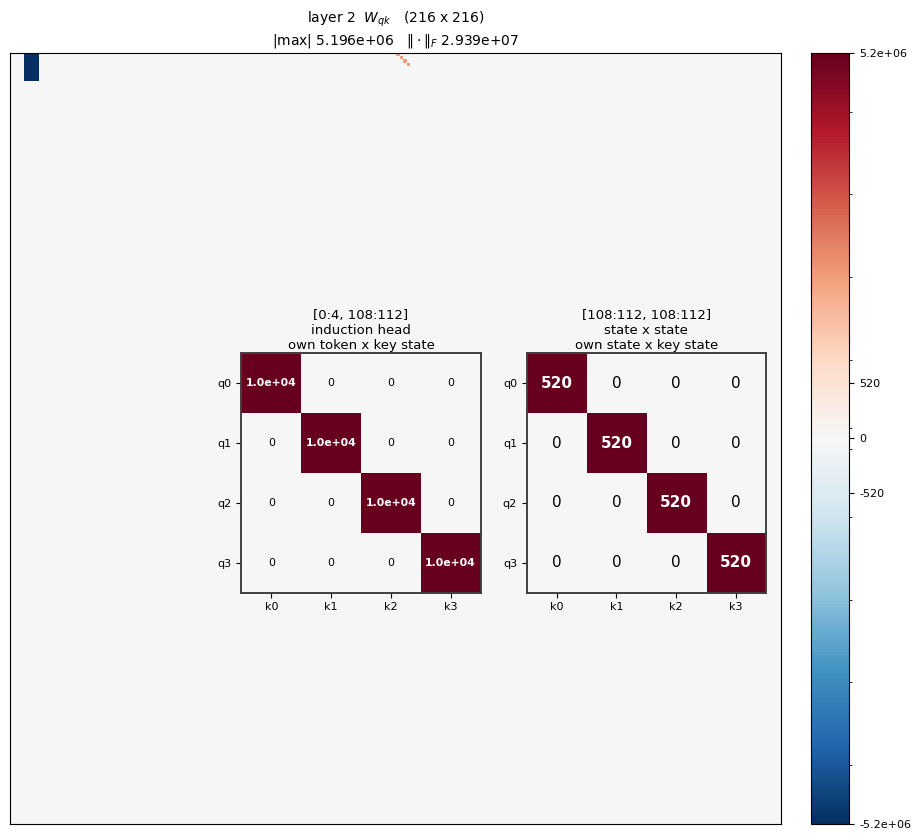 layer 2 W_{qk} (216 x 216)
|max| 5.196e+06 ‖·‖_F 2.939e+07
5.2e+06
520
0
-520
-5.2e+06
[0:4, 108:112]
induction head
own token x key state
q0 1.0e+04 0 0 0
q1 0 1.0e+04 0 0
q2 0 0 1.0e+04 0
q3 0 0 0 1.0e+04
k0 k1 k2 k3
[108:112, 108:112]
state x state
own state x key state
q0 520 0 0 0
q1 0 520 0 0
q2 0 0 520 0
q3 0 0 0 520
k0 k1 k2 k3